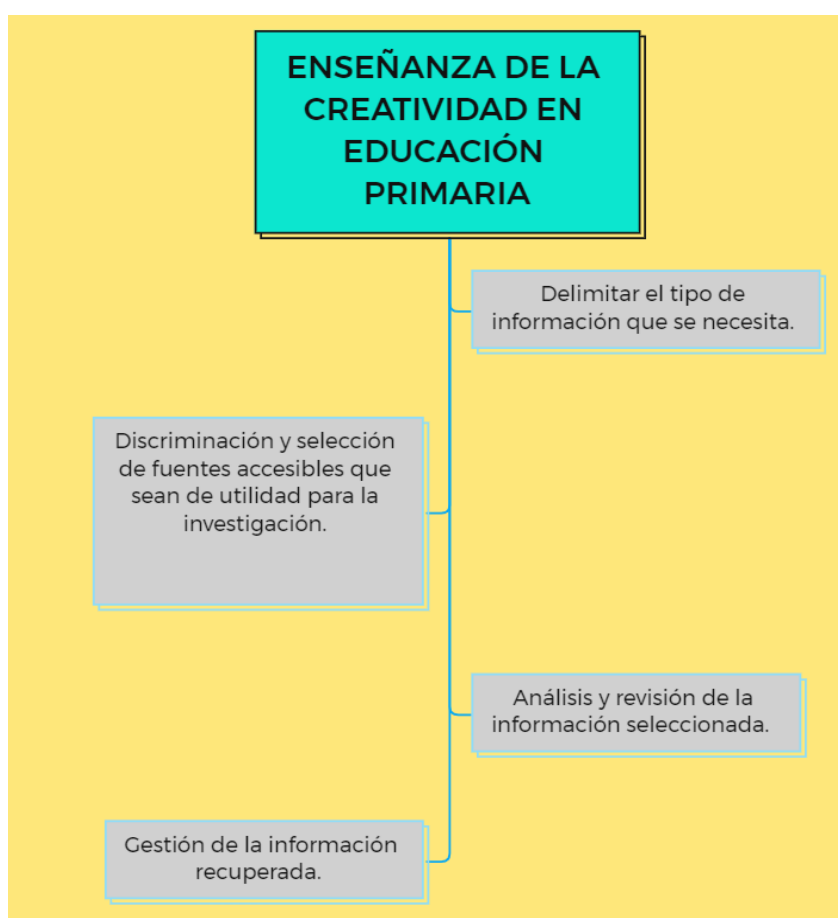 ENSEÑANZA DE LA
CREATIVIDAD EN
EDUCACIÓN
PRIMARIA
Delimitar el tipo de
información que se necesita.
Discriminación y selección
de fuentes accesibles que
sean de utilidad para la
investigación.
Análisis y revisión de la
información seleccionada.
Gestión de la información
recuperada.